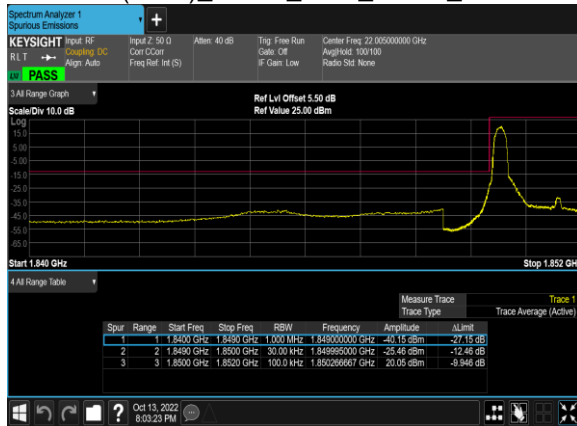 Spectrum Analyzer 1
Spurious Emissions
+
KEYSIGHT Input: RF Input Z: 50 Ω Atten: 40 dB Trig: Free Run Center Freq: 22.005000000 GHz
RLT Coupling: DC Corr CCorr Gate: Off Avg|Hold: 100/100
Align: Auto Freq Ref: Int (S) IF Gain: Low Radio Std: None
LW PASS
3 All Range Graph
Ref Lvl Offset 5.50 dB
Scale/Div 10.0 dB Ref Value 25.00 dBm
Log
15.0
5.00
-5.00
-15.0
-25.0
-35.0
-45.0
-55.0
-65.0
Start 1.840 GHz Stop 1.852 GH
4 All Range Table
Measure Trace Trace 1
Trace Type Trace Average (Active)
Spur Range Start Freq Stop Freq RBW Frequency Amplitude ΔLimit
1 1 1.8400 GHz 1.8490 GHz 1.000 MHz 1.849000000 GHz -40.15 dBm -27.15 dB
2 2 1.8490 GHz 1.8500 GHz 30.00 kHz 1.849995000 GHz -25.46 dBm -12.46 dB
3 3 1.8500 GHz 1.8520 GHz 100.0 kHz 1.850266667 GHz 20.05 dBm -9.946 dB
? Oct 13, 2022
8:03:23 PM